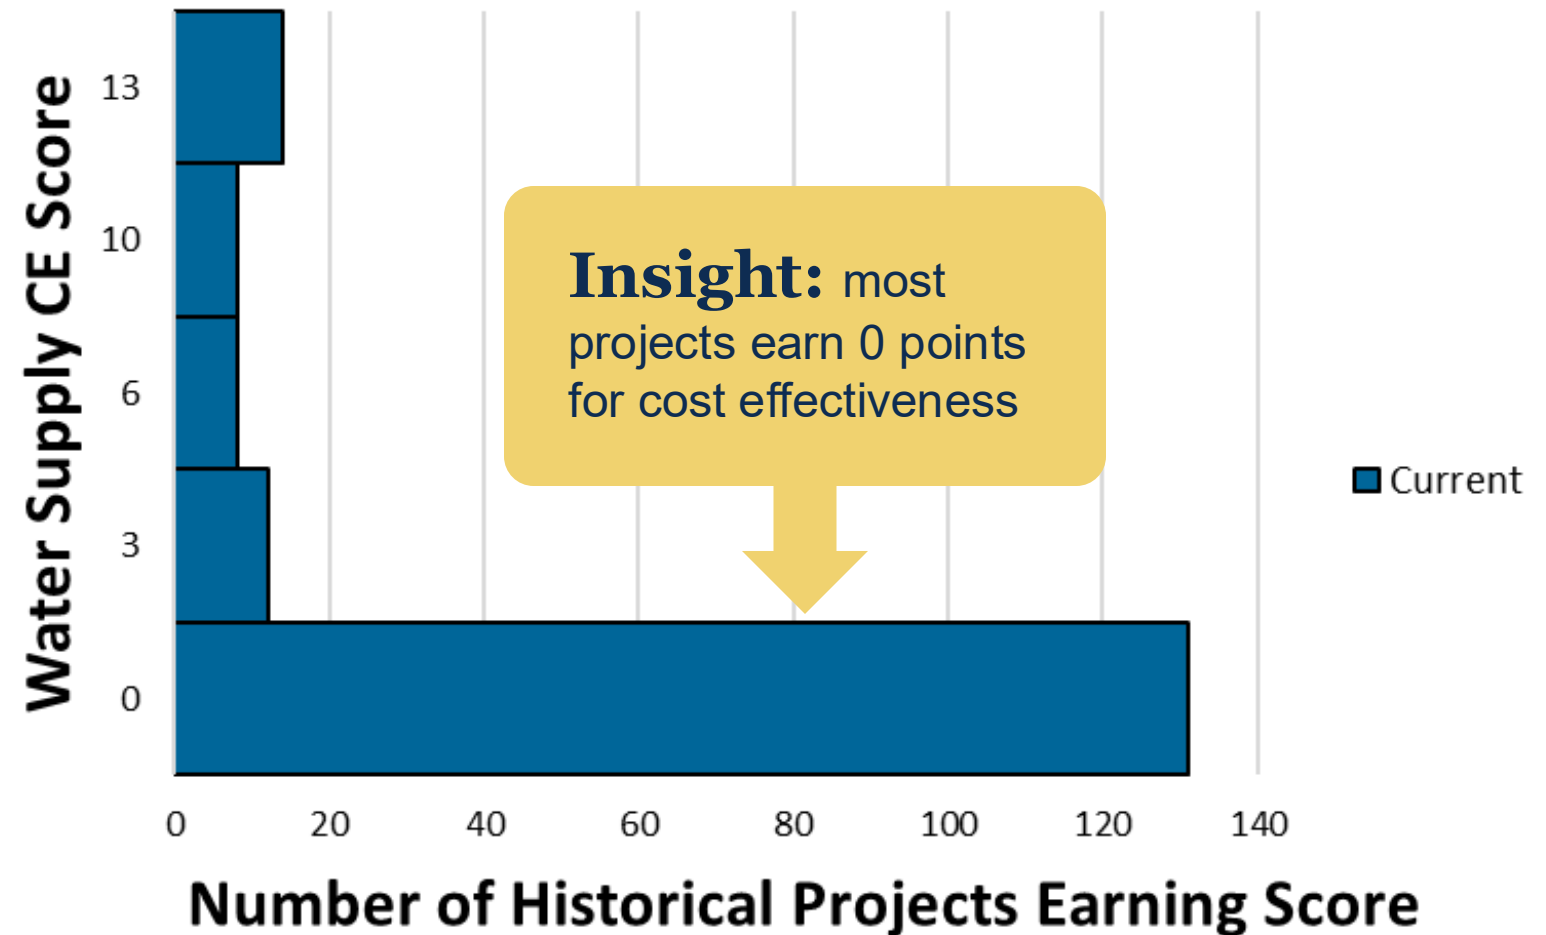 Water Supply CE Score
13
10
6
3
0
Insight: most
projects earn 0 points
for cost effectiveness
Current
0 20 40 60 80 100 120 140
Number of Historical Projects Earning Score